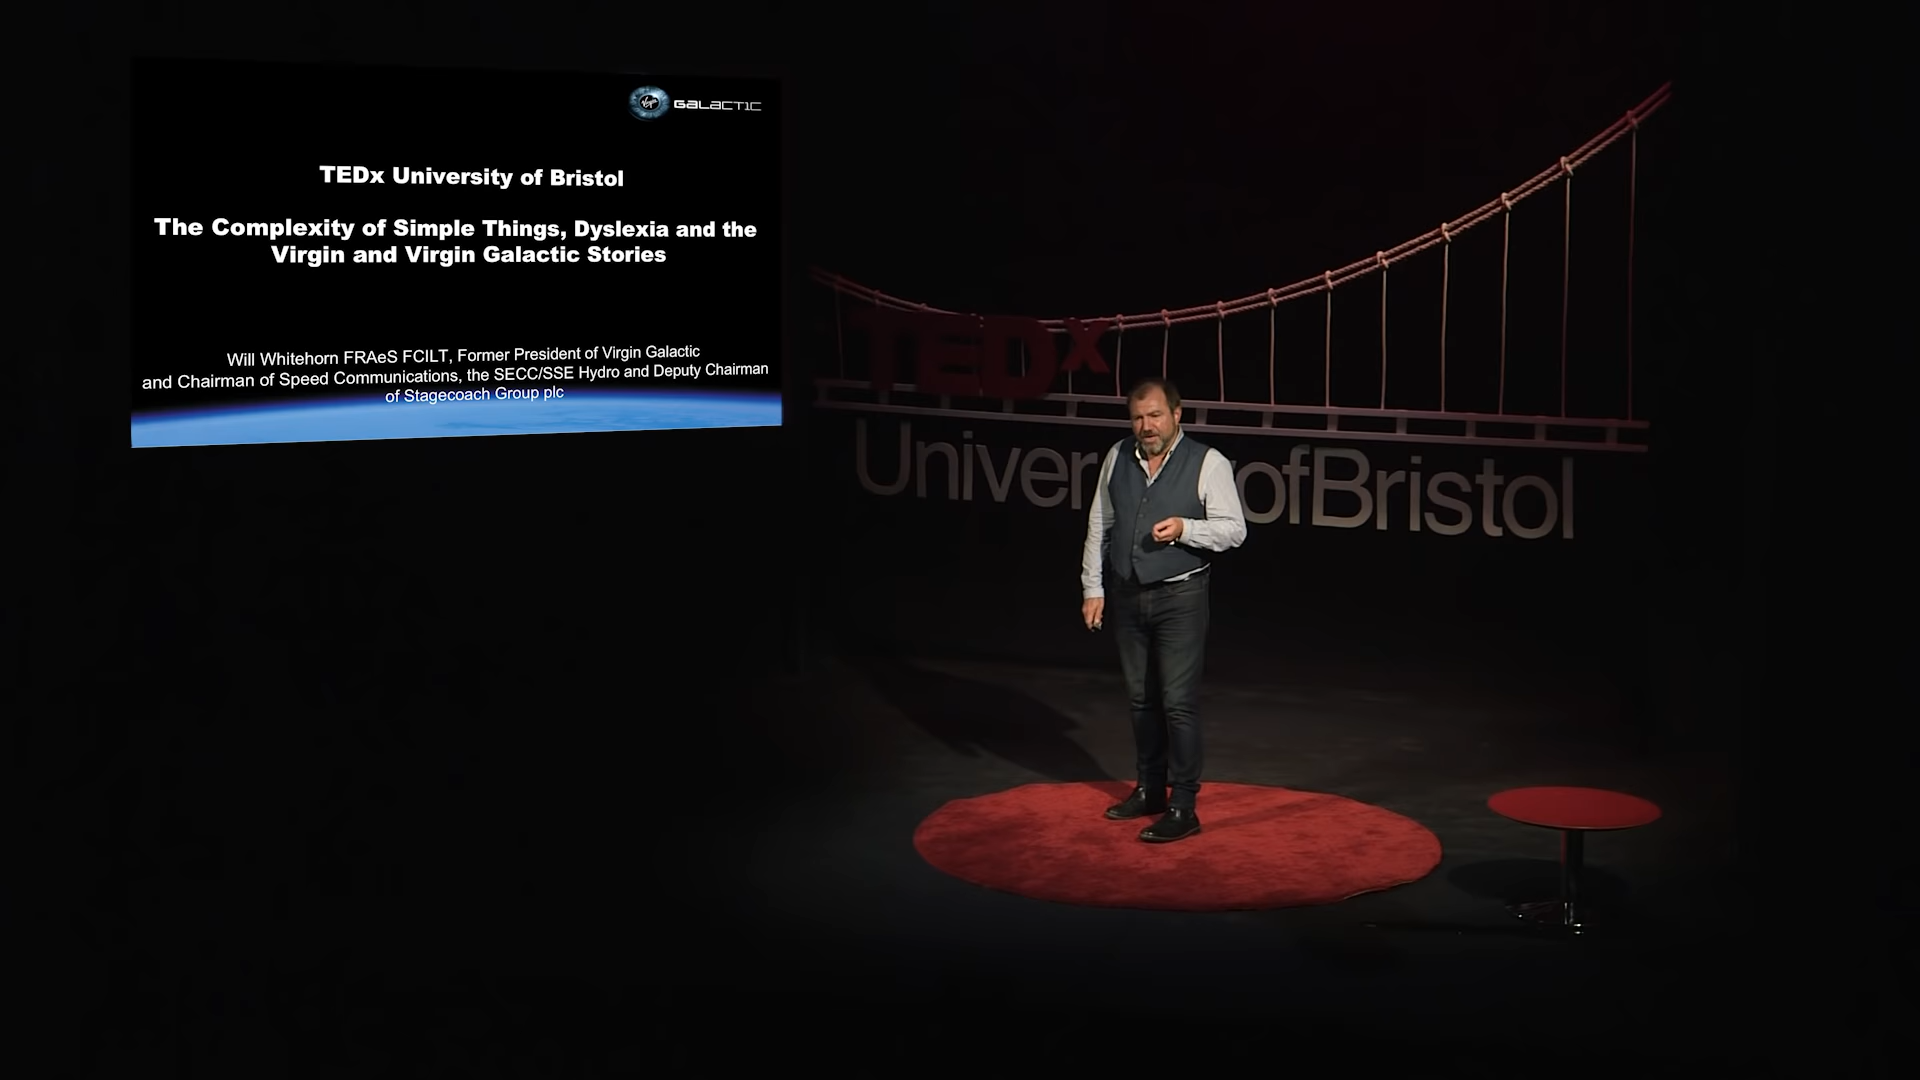 Virgin GALACTIC
TEDx University of Bristol
The Complexity of Simple Things, Dyslexia and the
Virgin and Virgin Galactic Stories
Will Whitehorn FRAeS FCILT, Former President of Virgin Galactic
and Chairman of Speed Communications, the SECC/SSE Hydro and Deputy Chairman
of Stagecoach Group plc
TEDx
Univer ofBristol